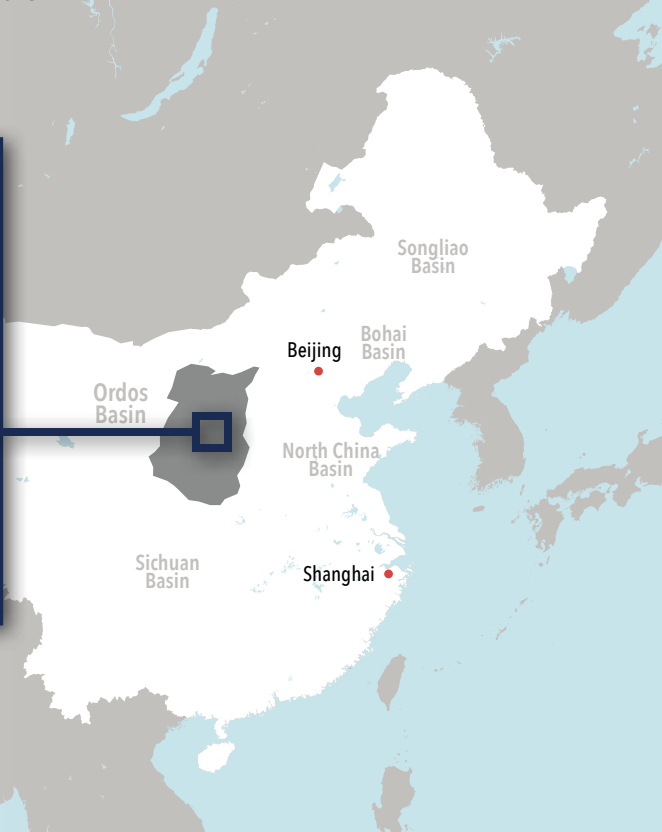 Songliao
Basin
Bohai
Basin
Beijing
Ordos
Basin
North China
Basin
Sichuan
Basin
Shanghai